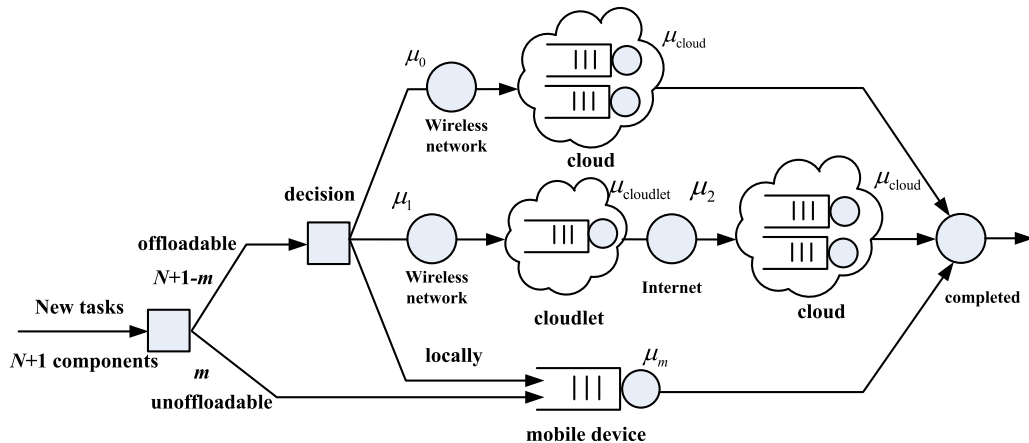 μ0
Wireless
network
μcloud
cloud
decision
μ1
Wireless
network
μcloudlet
cloudlet
μ2
Internet
μcloud
cloud
completed
offloadable
N+1-m
New tasks
N+1 components
m
unoffloadable
locally
μm
mobile device